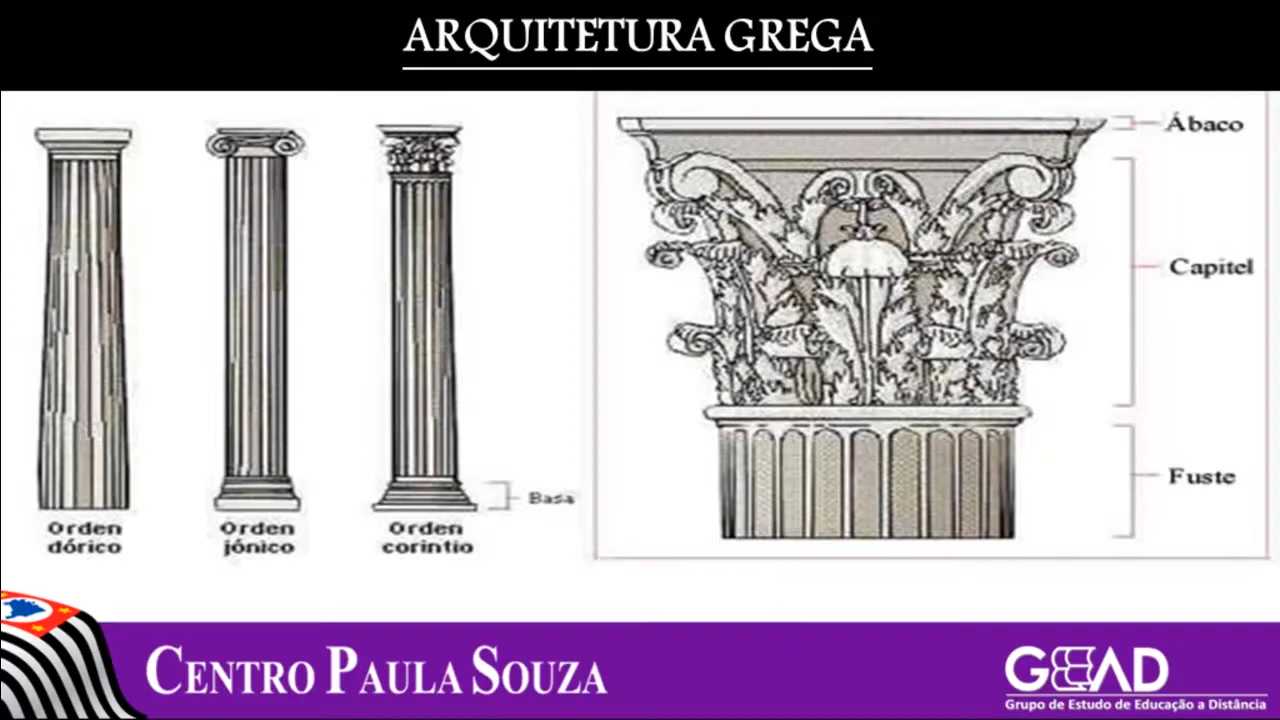 ARQUITETURA GREGA
Ábaco
Capitel
Fuste
Basa
Orden
dórico
Orden
jónico
Orden
corintio
CENTRO PAULA SOUZA
GEEAD
Grupo de Estudo de Educação a Distância